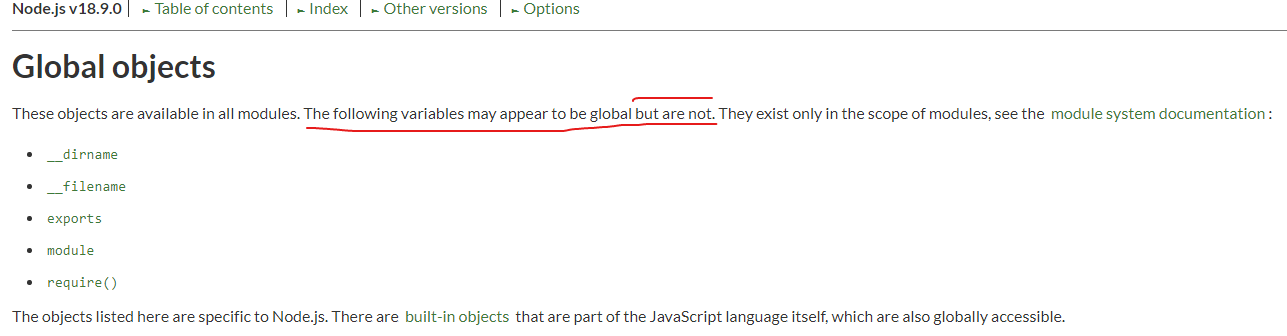 Node.js v18.9.0 ► Table of contents ► Index ► Other versions ► Options
Global objects
These objects are available in all modules. The following variables may appear to be global but are not. They exist only in the scope of modules, see the module system documentation :
• __dirname
• __filename
• exports
• module
• require()
The objects listed here are specific to Node.js. There are built-in objects that are part of the JavaScript language itself, which are also globally accessible.